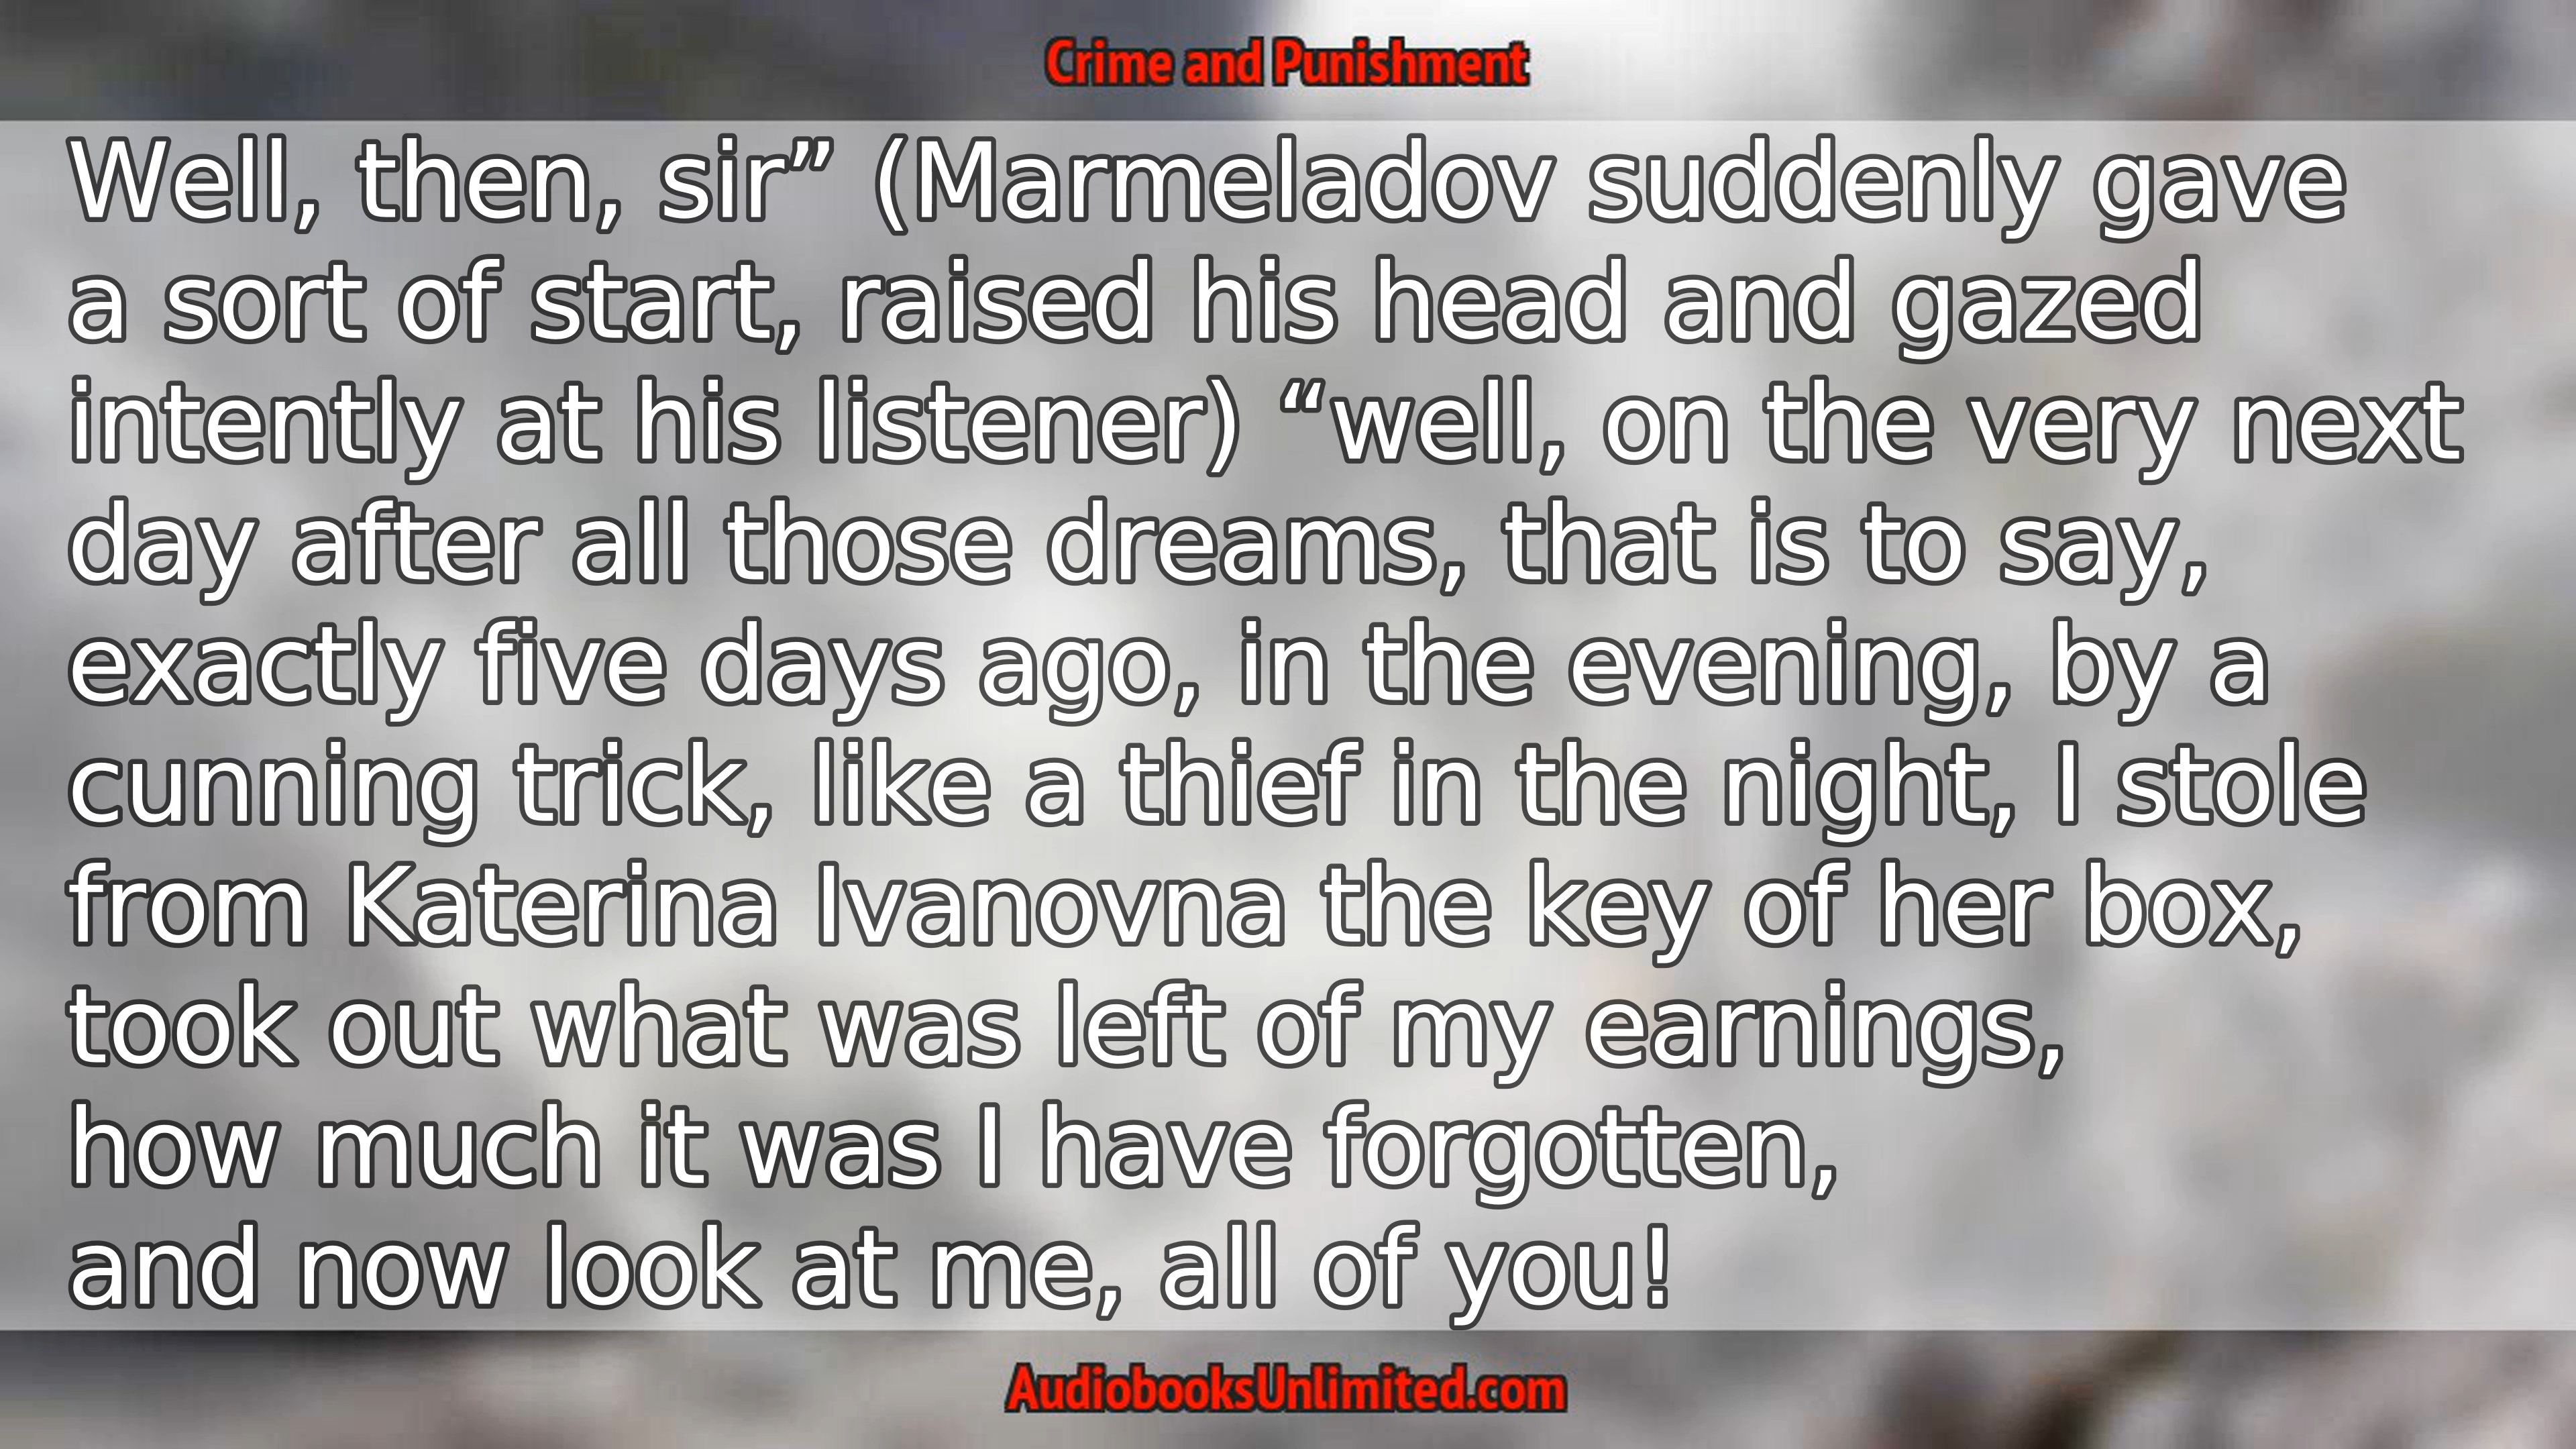 Crime and Punishment
Well, then, sir” (Marmeladov suddenly gave
a sort of start, raised his head and gazed
intently at his listener) “well, on the very next
day after all those dreams, that is to say,
exactly five days ago, in the evening, by a
cunning trick, like a thief in the night, I stole
from Katerina Ivanovna the key of her box,
took out what was left of my earnings,
how much it was I have forgotten,
and now look at me, all of you!
AudiobooksUnlimited.com